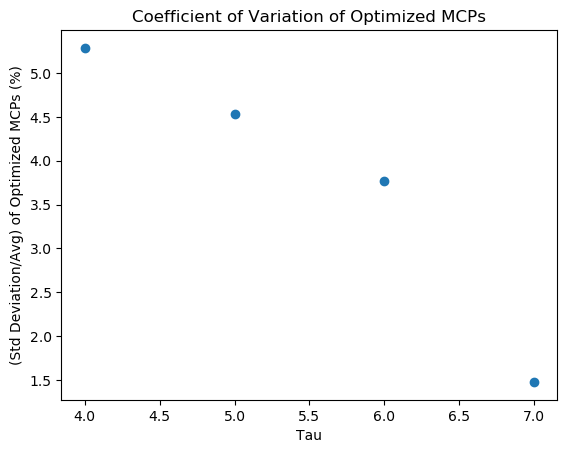 Coefficient of Variation of Optimized MCPs
(Std Deviation/Avg) of Optimized MCPs (%)
5.0
4.5
4.0
3.5
3.0
2.5
2.0
1.5
4.0 4.5 5.0 5.5 6.0 6.5 7.0
Tau